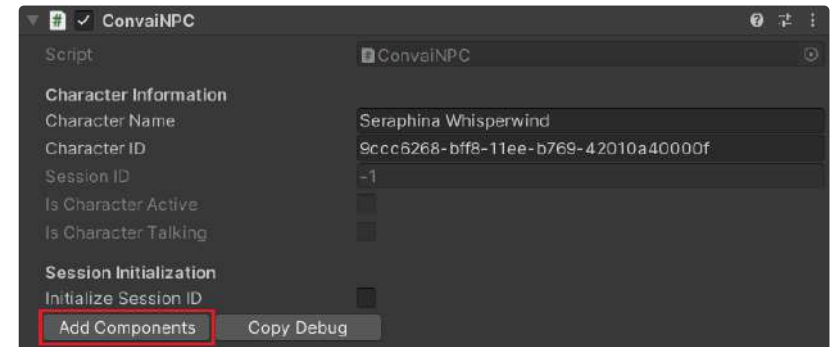 # ConvaiNPC
Script ConvaiNPC
Character Information
Character Name Seraphina Whisperwind
Character ID 9ccc6268-bff8-11ee-b769-42010a40000f
Session ID -1
Is Character Active
Is Character Talking
Session Initialization
Initialize Session ID
Add Components Copy Debug